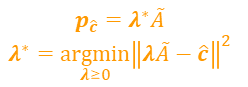 p_ĉ = λ*Ã
λ* = argmin_{λ≥0} ‖λÃ − ĉ‖²